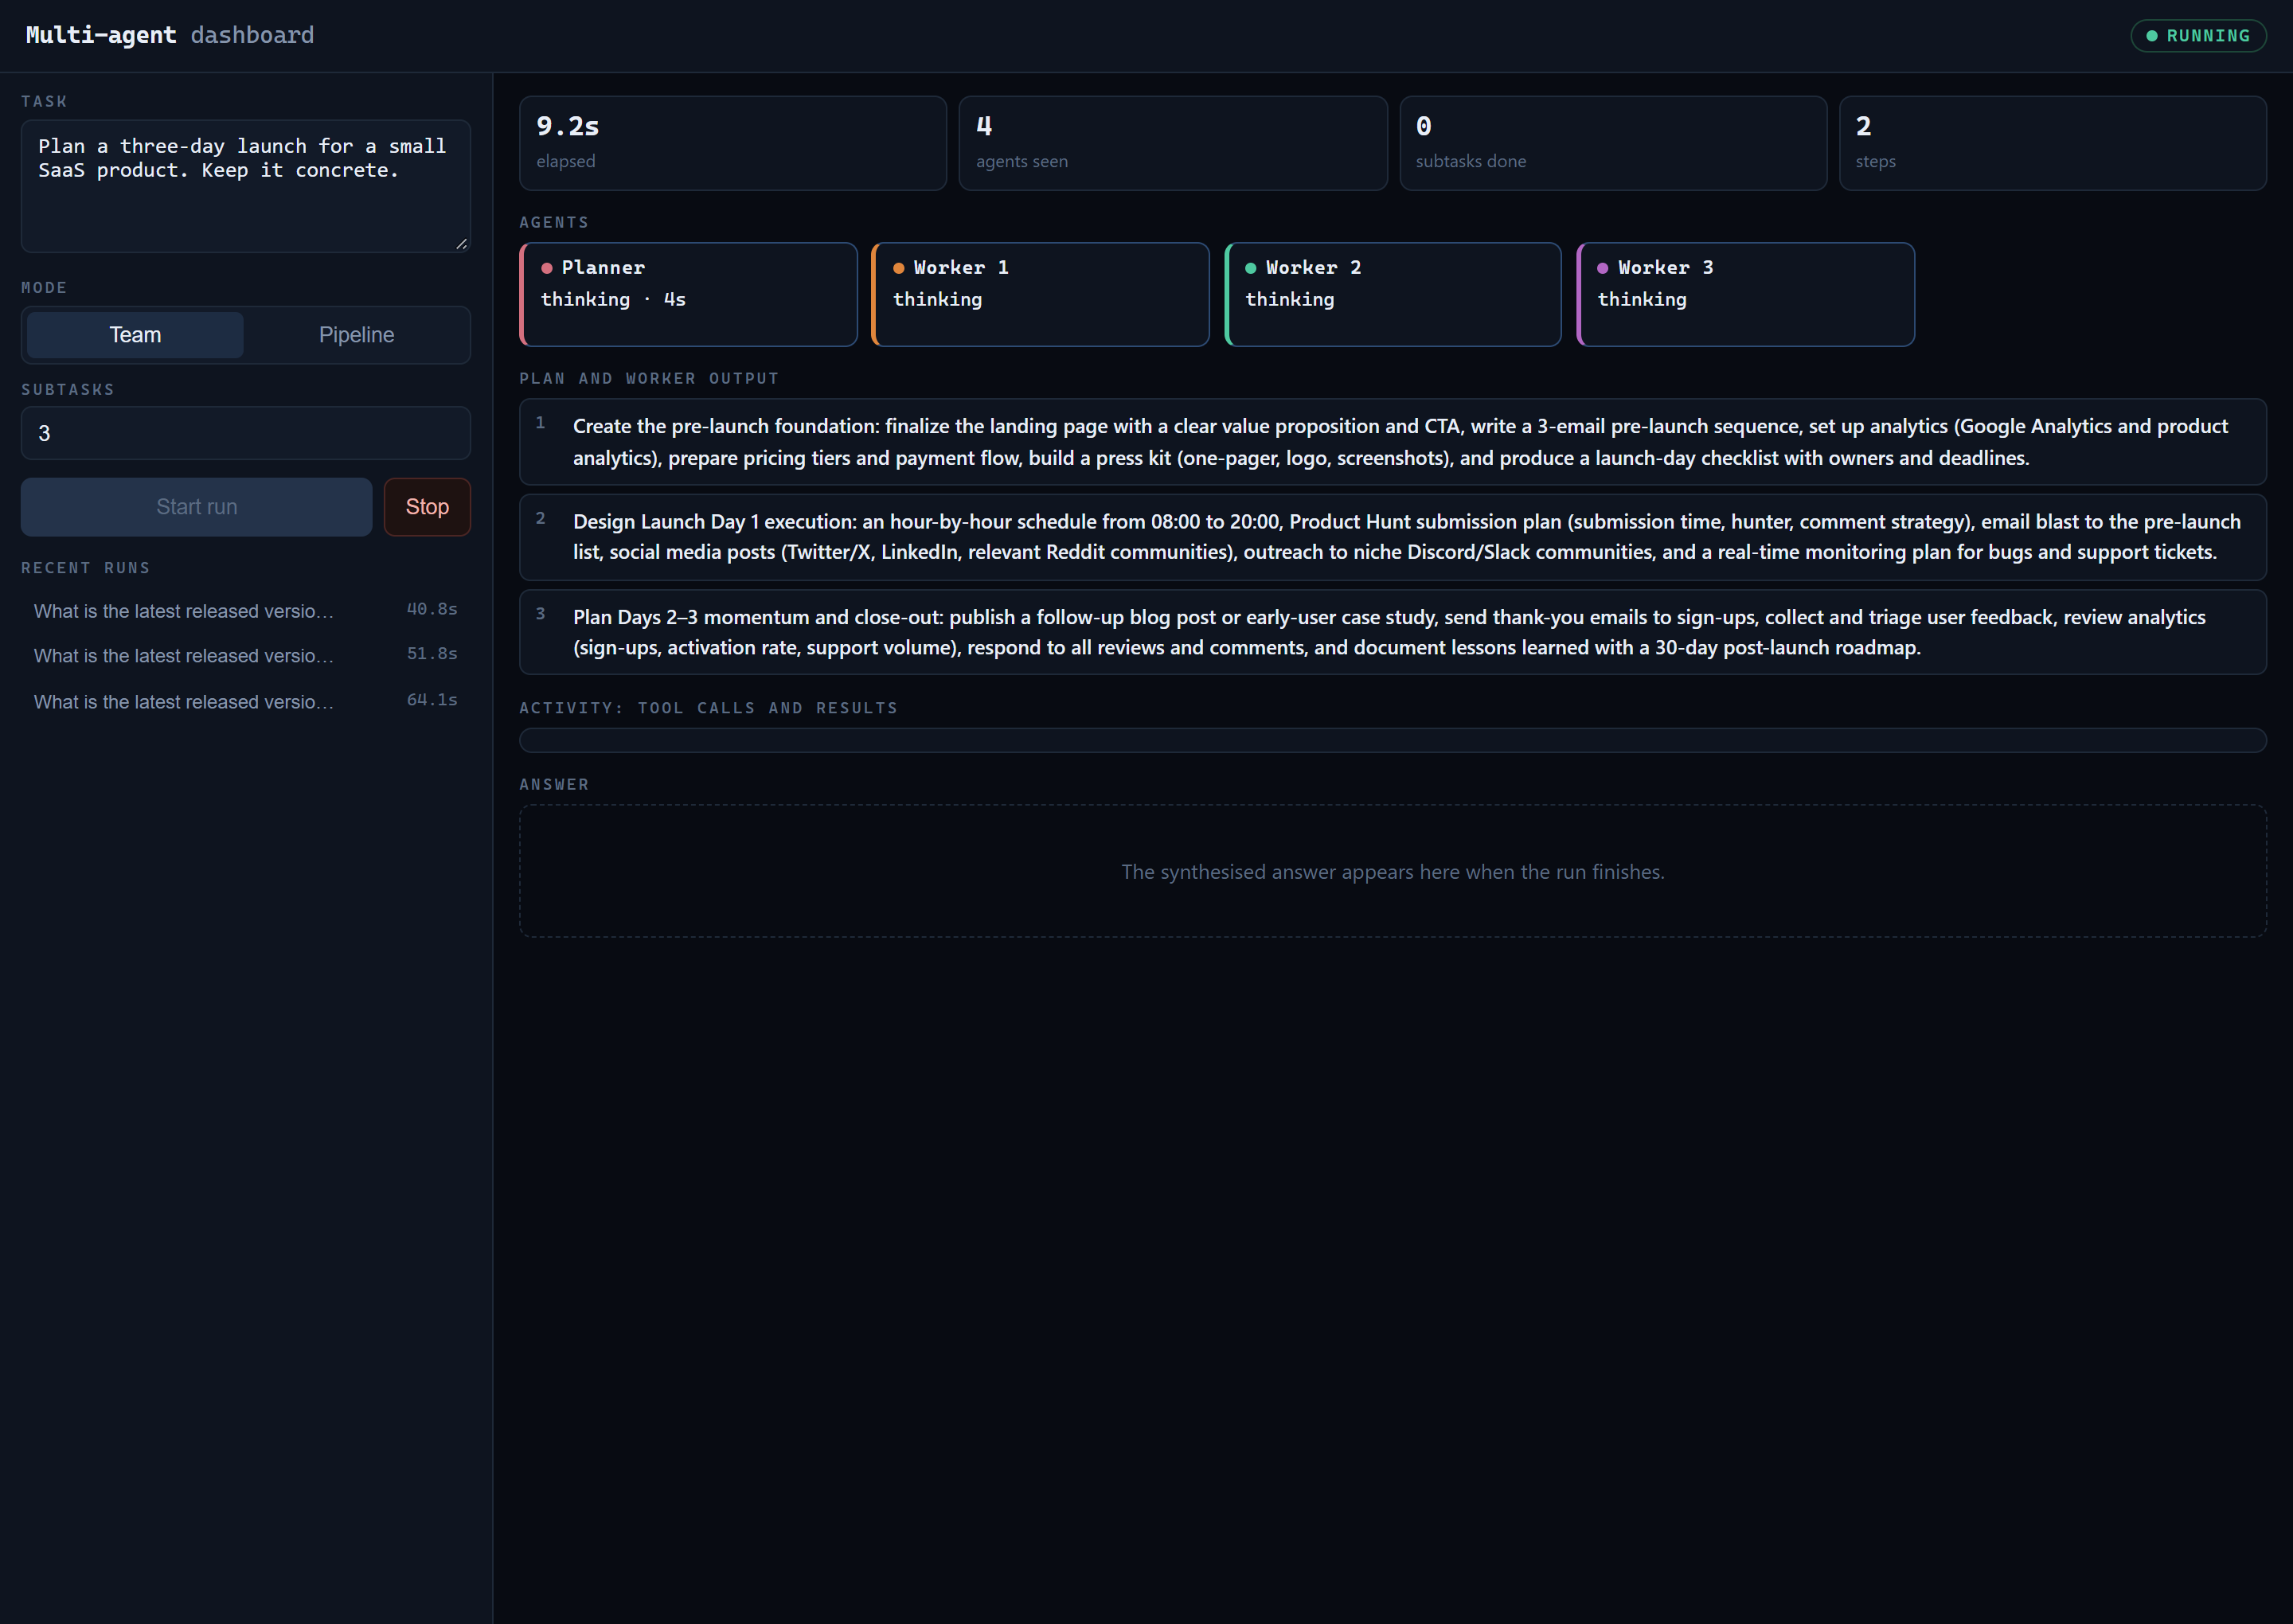 Multi-agent dashboard
RUNNING
TASK
Plan a three-day launch for a small
SaaS product. Keep it concrete.
MODE
Team
Pipeline
SUBTASKS
3
Start run
Stop
RECENT RUNS
What is the latest released versio…
40.8s
What is the latest released versio…
51.8s
What is the latest released versio…
64.1s
9.2s
elapsed
4
agents seen
0
subtasks done
2
steps
AGENTS
Planner
thinking · 4s
Worker 1
thinking
Worker 2
thinking
Worker 3
thinking
PLAN AND WORKER OUTPUT
1
Create the pre-launch foundation: finalize the landing page with a clear value proposition and CTA, write a 3-email pre-launch sequence, set up analytics (Google Analytics and product
analytics), prepare pricing tiers and payment flow, build a press kit (one-pager, logo, screenshots), and produce a launch-day checklist with owners and deadlines.
2
Design Launch Day 1 execution: an hour-by-hour schedule from 08:00 to 20:00, Product Hunt submission plan (submission time, hunter, comment strategy), email blast to the pre-launch
list, social media posts (Twitter/X, LinkedIn, relevant Reddit communities), outreach to niche Discord/Slack communities, and a real-time monitoring plan for bugs and support tickets.
3
Plan Days 2–3 momentum and close-out: publish a follow-up blog post or early-user case study, send thank-you emails to sign-ups, collect and triage user feedback, review analytics
(sign-ups, activation rate, support volume), respond to all reviews and comments, and document lessons learned with a 30-day post-launch roadmap.
ACTIVITY: TOOL CALLS AND RESULTS
ANSWER
The synthesised answer appears here when the run finishes.